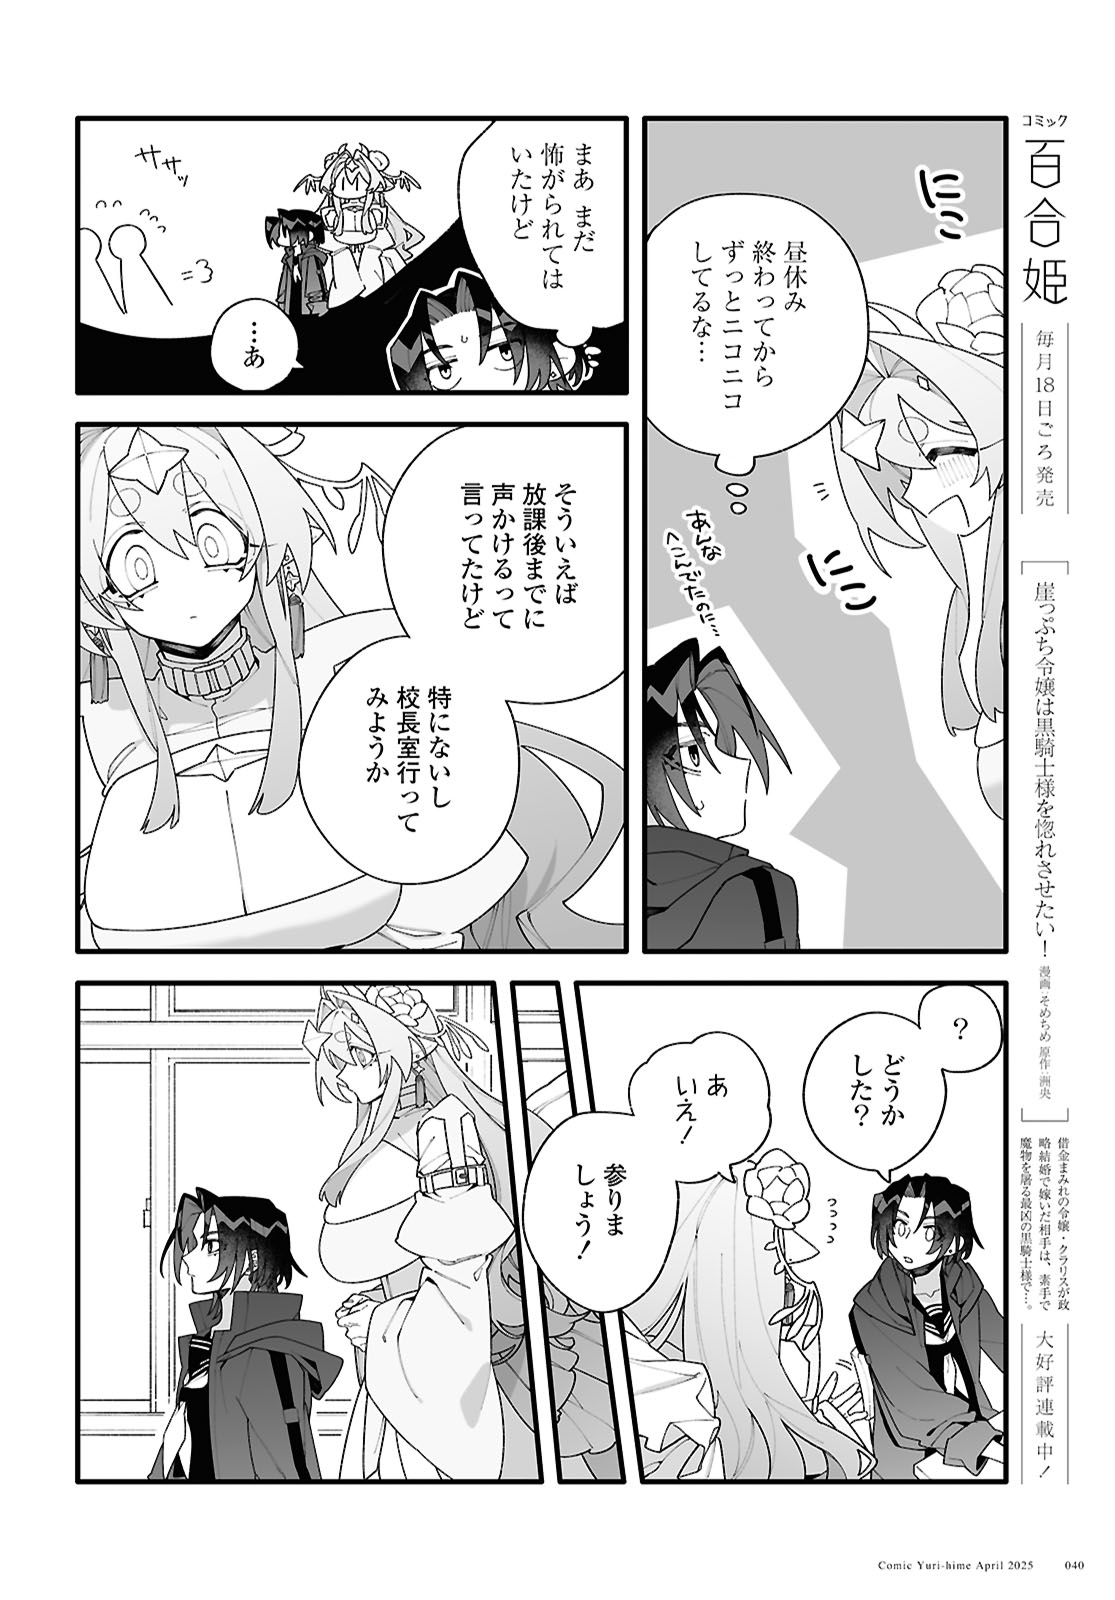 にこ
昼休み
終わってから
ずっとニコニコ
してるな…
にこ
あんな
へこんでたのに…
まあ まだ
怖がられては
いたけど
ササッ
…あ
そういえば
放課後までに
声かけるって
言ってたけど
特にないし
校長室行って
みようか
？
どうか
した？
あ
いえ！
参りま
しょう！
コミック
百合姫
毎月18日ごろ発売
崖っぷち令嬢は黒騎士様を惚れさせたい！
漫画：そめちめ 原作：洲央
借金まみれの令嬢・クラリスが政
略結婚で嫁いだ相手は、素手で
魔物を屠る最凶の黒騎士様で…。
大好評連載中！
Comic Yuri-hime April 2025 040